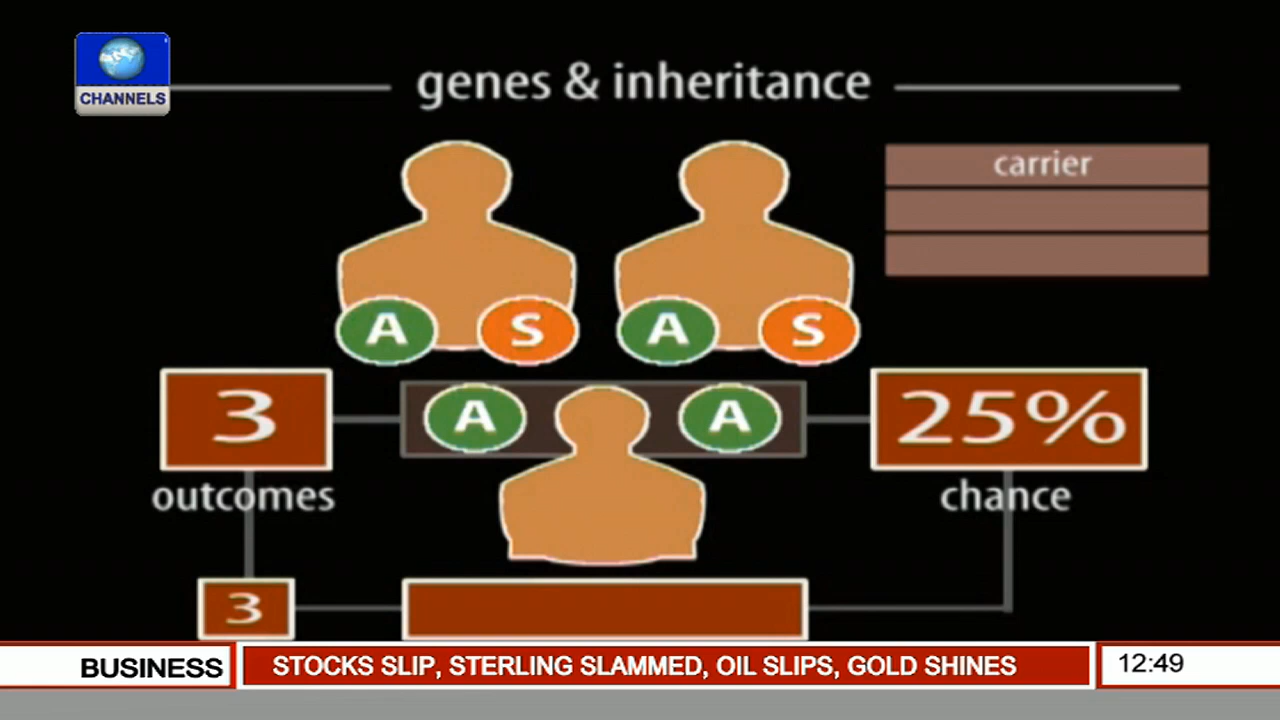 CHANNELS
genes & inheritance
carrier
A S A S
3 A A 25%
outcomes chance
3
BUSINESS STOCKS SLIP, STERLING SLAMMED, OIL SLIPS, GOLD SHINES 12:49